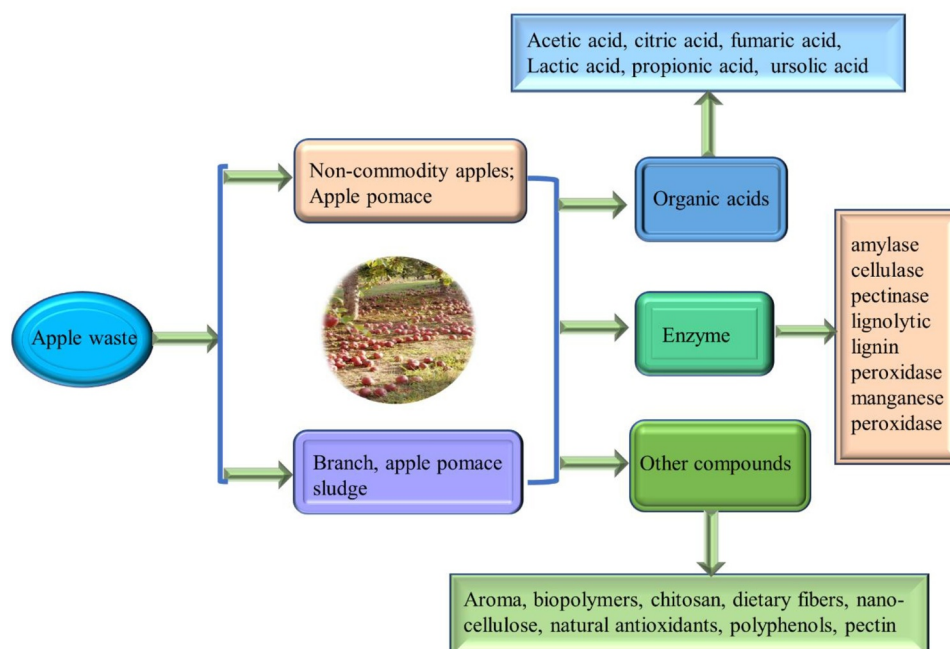 Acetic acid, citric acid, fumaric acid,
Lactic acid, propionic acid, ursolic acid
Non-commodity apples;
Apple pomace
Organic acids
amylase
cellulase
pectinase
lignolytic
lignin
peroxidase
manganese
peroxidase
Apple waste
Enzyme
Branch, apple pomace
sludge
Other compounds
Aroma, biopolymers, chitosan, dietary fibers, nano-
cellulose, natural antioxidants, polyphenols, pectin